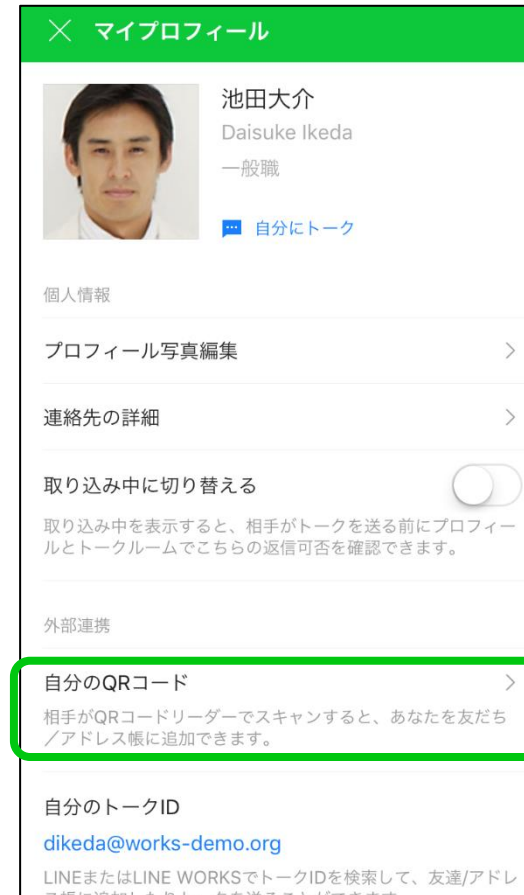 マイプロフィール
池田大介
Daisuke Ikeda
一般職
自分にトーク
個人情報
プロフィール写真編集
連絡先の詳細
取り込み中に切り替える
取り込み中を表示すると、相手がトークを送る前にプロフィー
ルとトークルームでこちらの返信可否を確認できます。
外部連携
自分のQRコード
相手がQRコードリーダーでスキャンすると、あなたを友だち
／アドレス帳に追加できます。
自分のトークID
dikeda@works-demo.org
LINEまたはLINE WORKSでトークIDを検索して、友達/アドレ